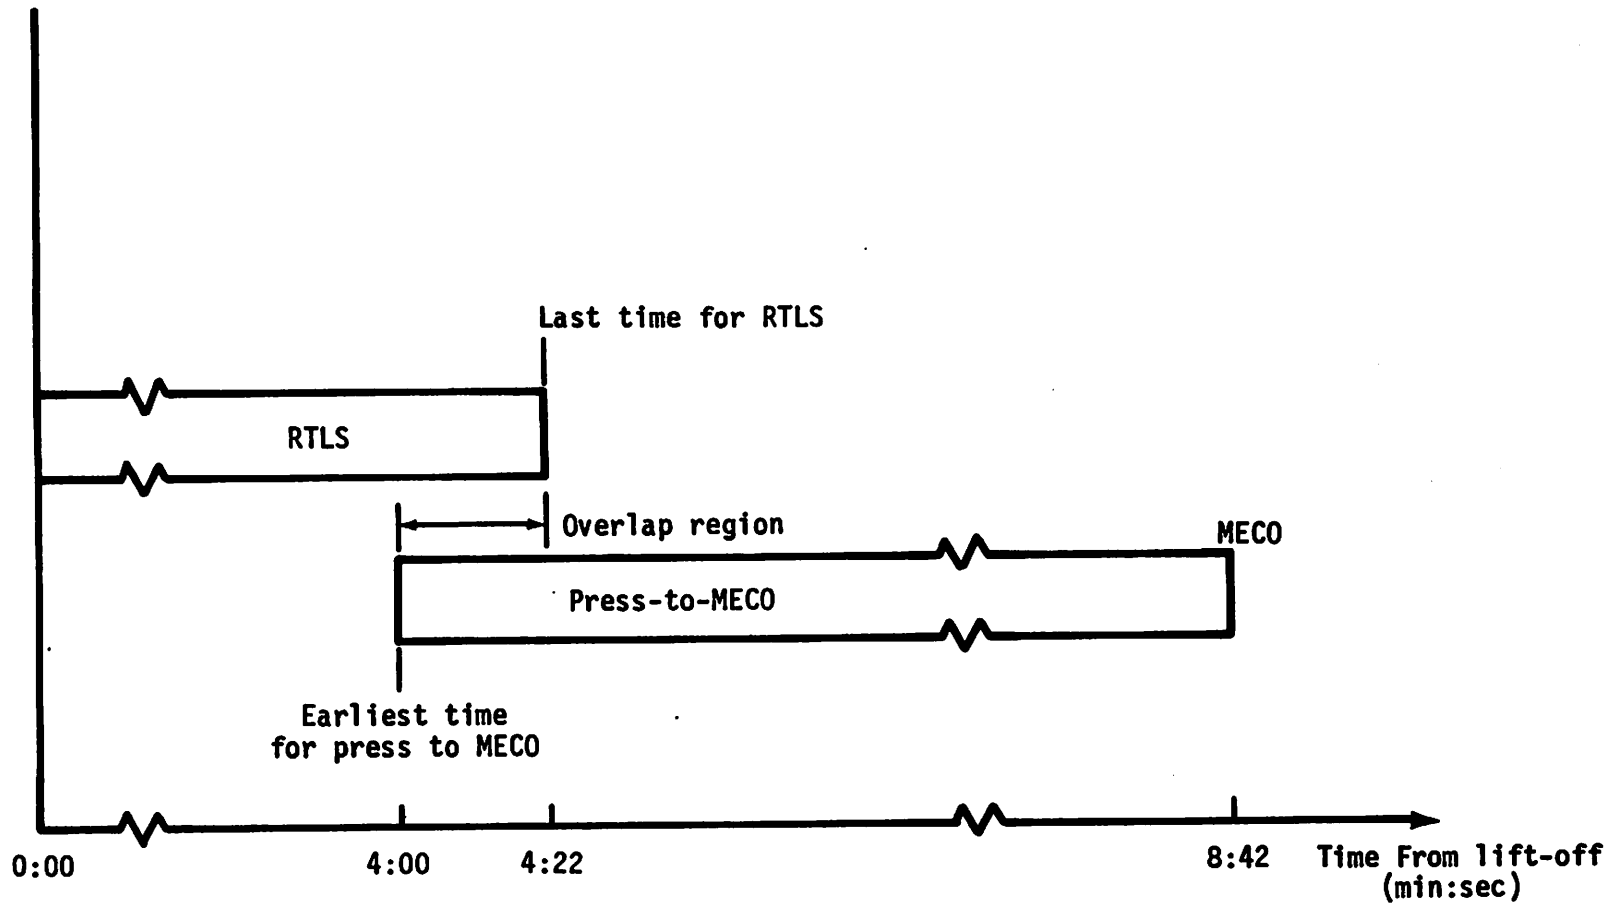 Last time for RTLS
RTLS
Overlap region
MECO
Press-to-MECO
Earliest time
for press to MECO
0:00
4:00
4:22
8:42
Time From lift-off
(min:sec)